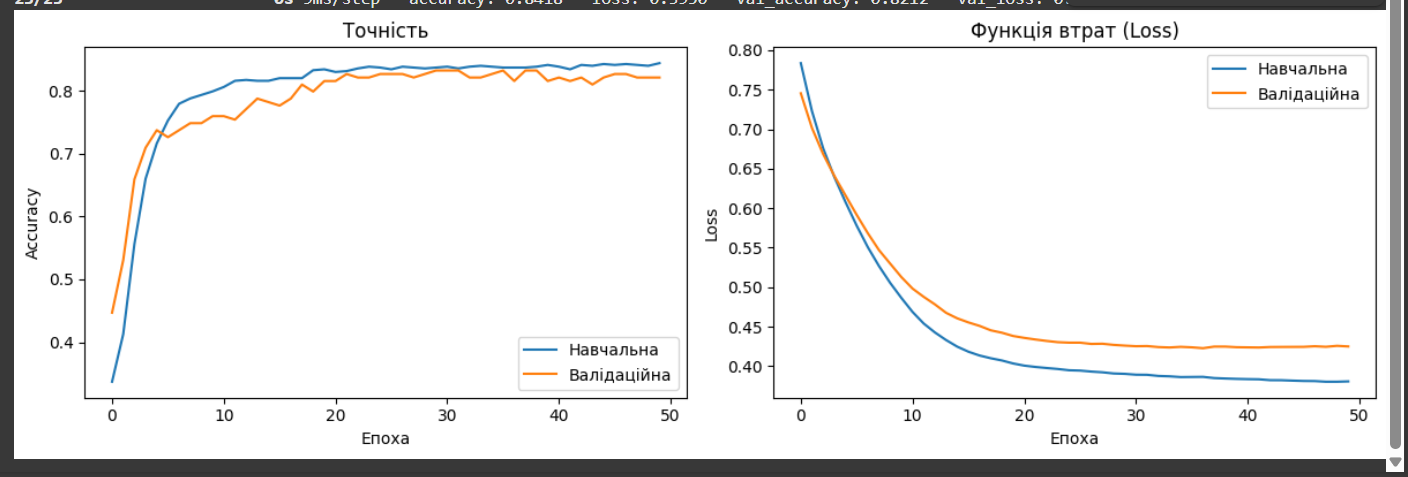 Точність
Accuracy
0.8
0.7
0.6
0.5
0.4
0 10 20 30 40 50
Епоха
Навчальна
Валідаційна
Функція втрат (Loss)
Loss
0.80
0.75
0.70
0.65
0.60
0.55
0.50
0.45
0.40
0 10 20 30 40 50
Епоха
Навчальна
Валідаційна